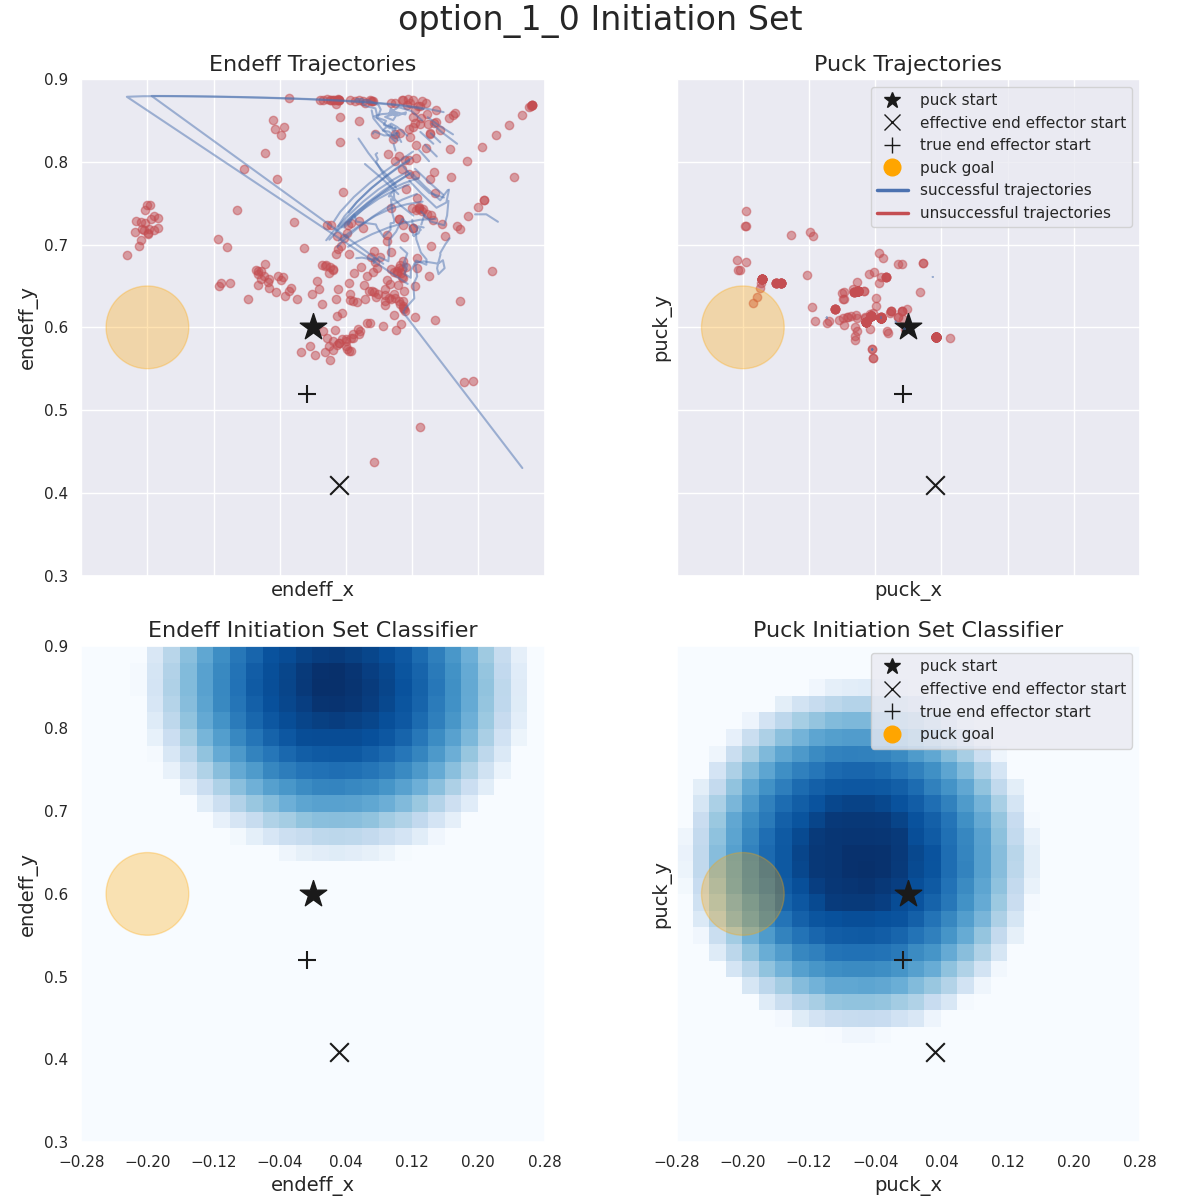 option_1_0 Initiation Set
Endeff Trajectories
Puck Trajectories
0.9
0.8
0.7
0.6
0.5
0.4
0.3
endeff_y
endeff_x
puck_y
puck_x
puck start
effective end effector start
true end effector start
puck goal
successful trajectories
unsuccessful trajectories
Endeff Initiation Set Classifier
Puck Initiation Set Classifier
0.9
0.8
0.7
0.6
0.5
0.4
0.3
endeff_y
−0.28 −0.20 −0.12 −0.04 0.04 0.12 0.20 0.28
endeff_x
puck_y
puck start
effective end effector start
true end effector start
puck goal
−0.28 −0.20 −0.12 −0.04 0.04 0.12 0.20 0.28
puck_x